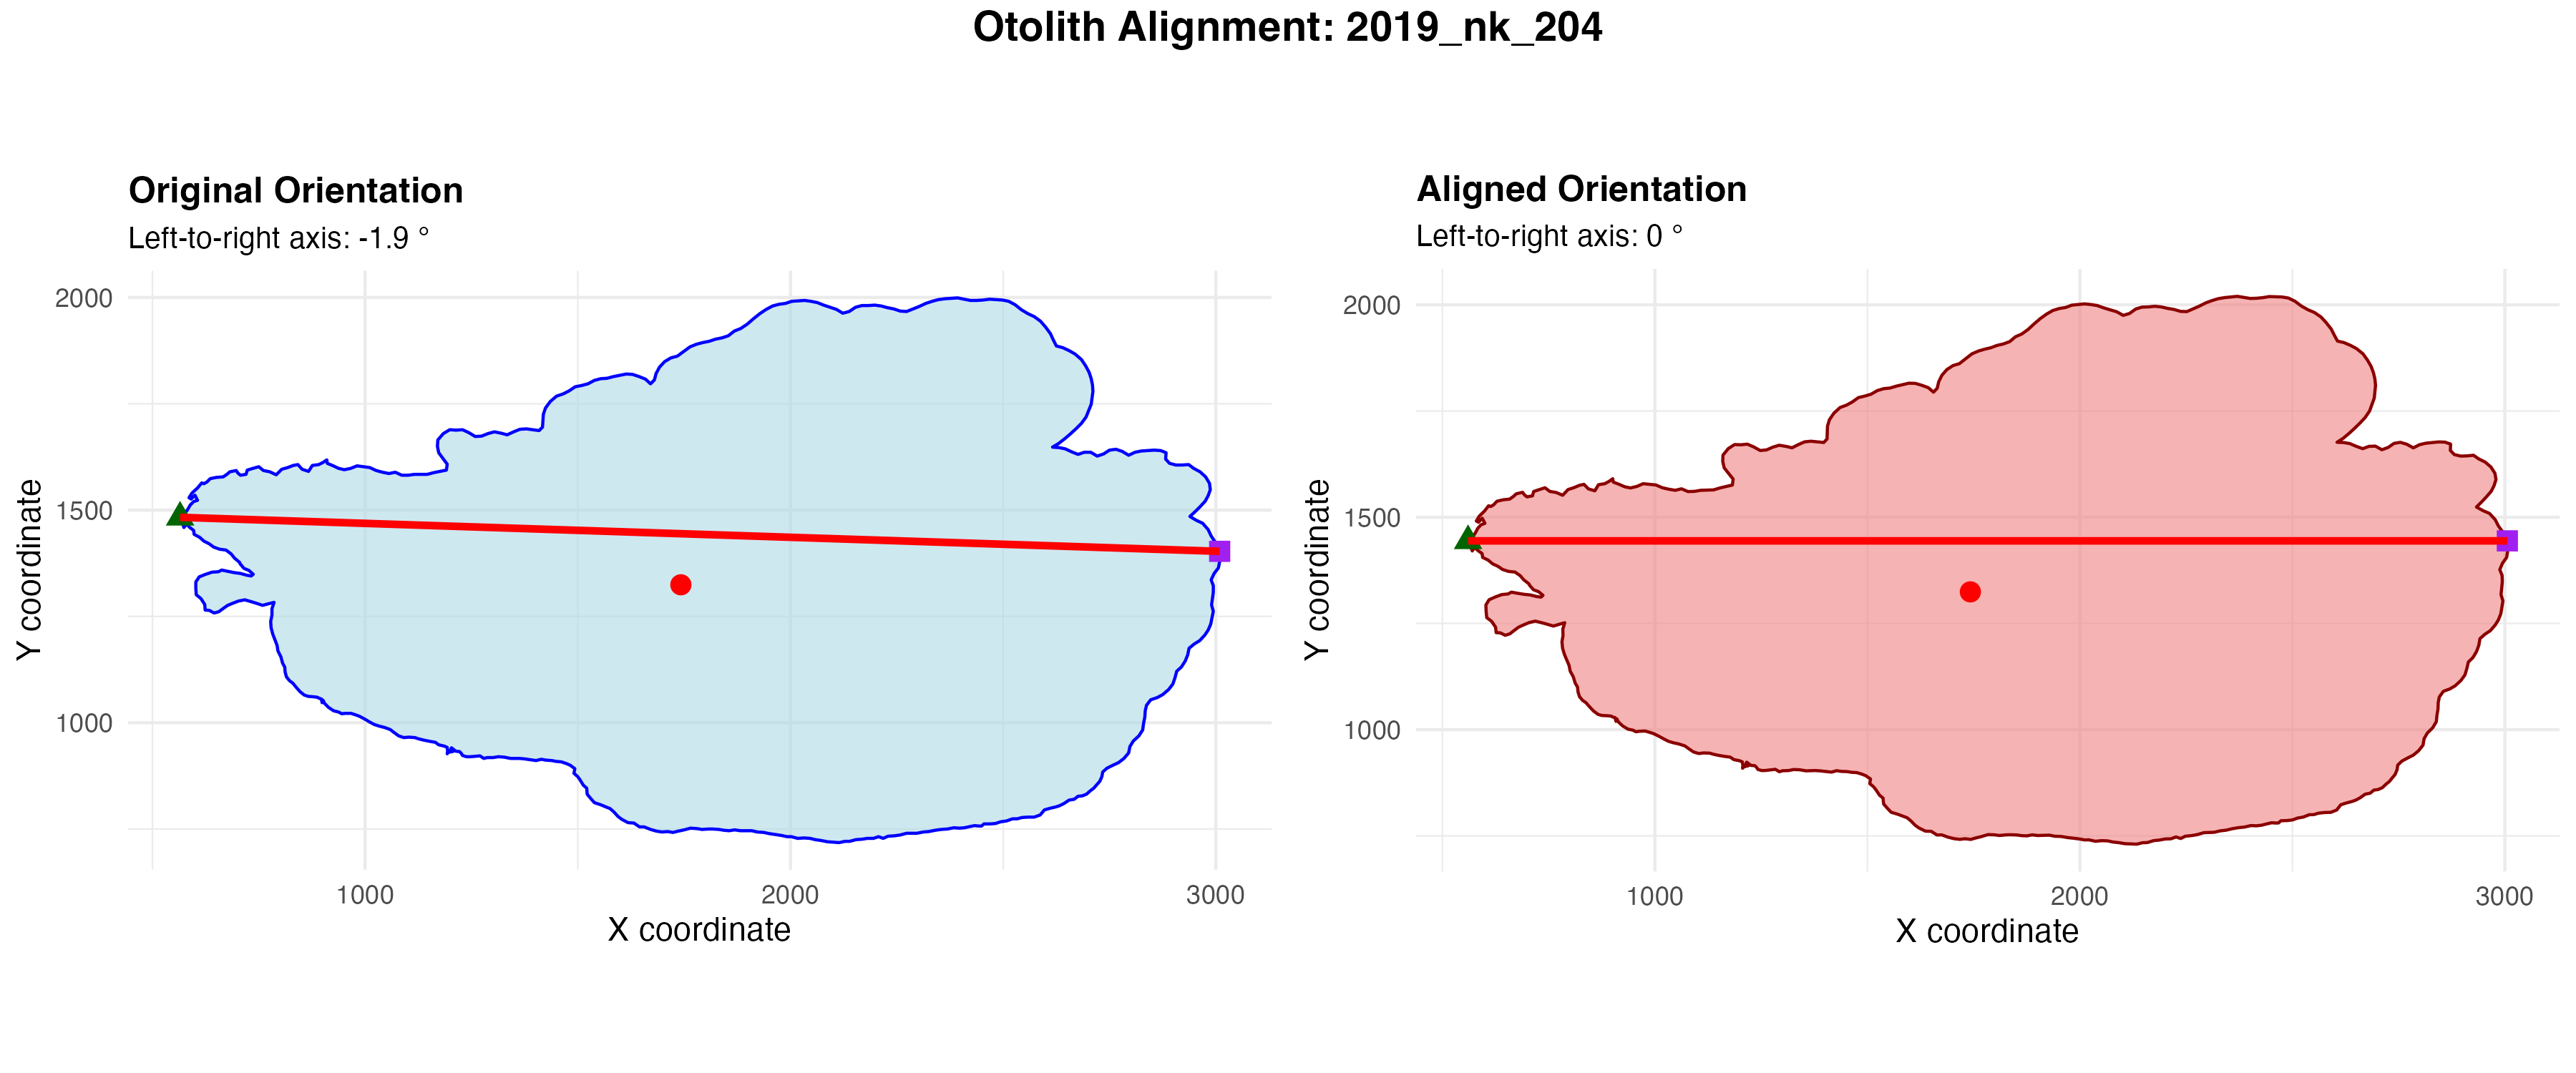 Otolith Alignment: 2019_nk_204
Original Orientation
Left-to-right axis: -1.9 °
2000
1500
1000
Y coordinate
1000
2000
3000
X coordinate
Aligned Orientation
Left-to-right axis: 0 °
2000
1500
1000
Y coordinate
1000
2000
3000
X coordinate